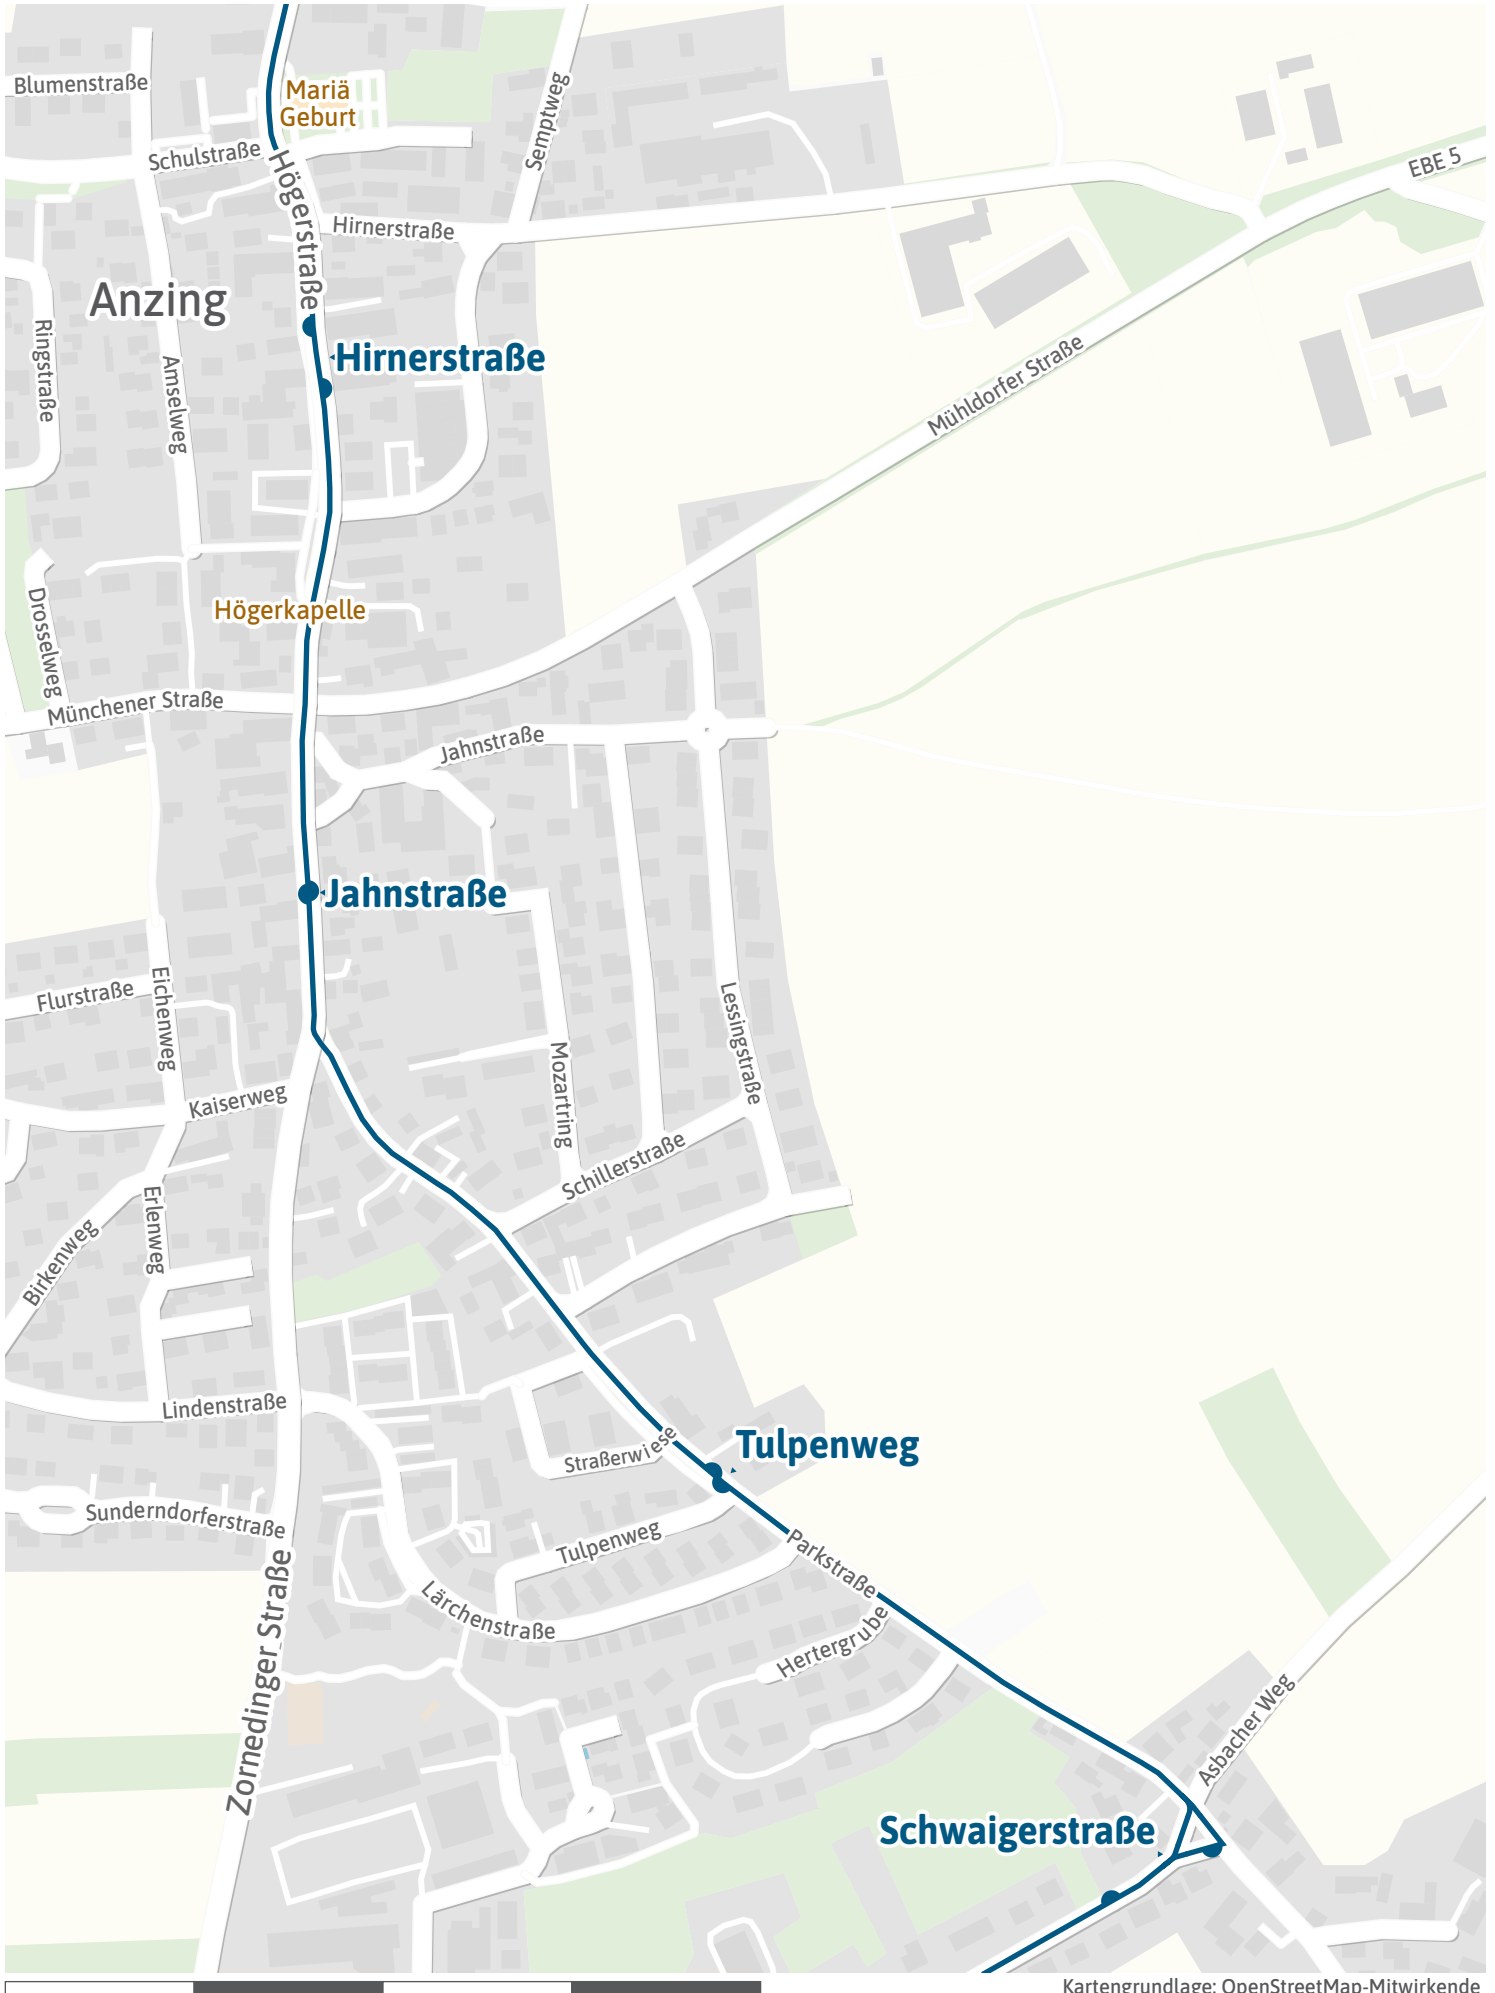 Blumenstraße
Mariä
Geburt
Semptweg
Schulstraße
EBE 5
Högerstraße
Hirnerstraße
Anzing
Ringstraße
Amselweg
Hirnerstraße
Mühldorfer Straße
Drosselweg
Högerkapelle
Münchener Straße
Jahnstraße
Jahnstraße
Flurstraße
Eichenweg
Lessingstraße
Mozartring
Kaiserweg
Schillerstraße
Erlenweg
Birkenweg
Lindenstraße
Straßerwiese
Tulpenweg
Sunderndorferstraße
Tulpenweg
Parkstraße
Lärchenstraße
Hertergrube
Zornedinger Straße
Asbacher Weg
Schwaigerstraße
Kartengrundlage: OpenStreetMap-Mitwirkende